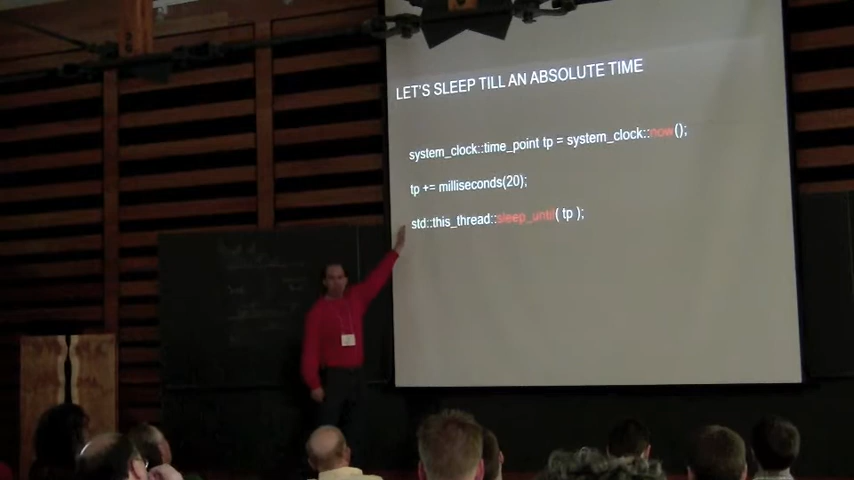 LET'S SLEEP TILL AN ABSOLUTE TIME
system_clock::time_point tp = system_clock::now();
tp += milliseconds(20);
std::this_thread::sleep_until( tp );